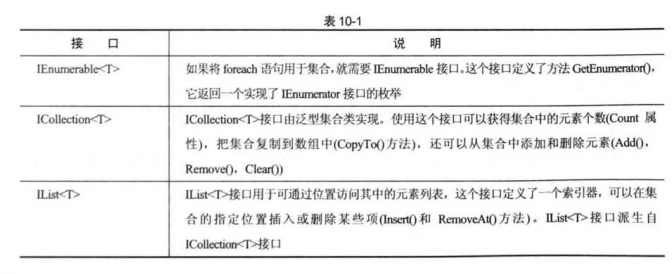 表 10-1
接 口 说 明
IEnumerable<T> 如果将 foreach 语句用于集合,就需要 IEnumerable 接口。这个接口定义了方法 GetEnumerator(),
它返回一个实现了 IEnumerator 接口的枚举
ICollection<T> ICollection<T>接口由泛型集合类实现。使用这个接口可以获得集合中的元素个数(Count 属
性),把集合复制到数组中(CopyTo()方法),还可以从集合中添加和删除元素(Add(),
Remove(), Clear())
IList<T> IList<T>接口用于可通过位置访问其中的元素列表,这个接口定义了一个索引器,可以在集
合的指定位置插入或删除某些项(Insert()和 RemoveAt()方法)。IList<T>接口派生自
ICollection<T>接口